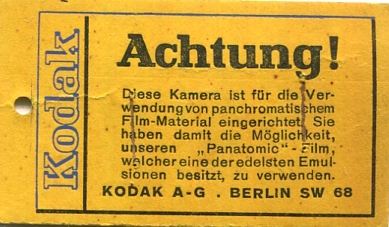 Kodak
Achtung!
Diese Kamera ist für die Ver-
wendung von panchromatischem
Film-Material eingerichtet. Sie
haben damit die Möglichkeit,
unseren „Panatomic"-Film,
welcher eine der edelsten Emul-
sionen besitzt, zu verwenden.
KODAK A-G . BERLIN SW 68